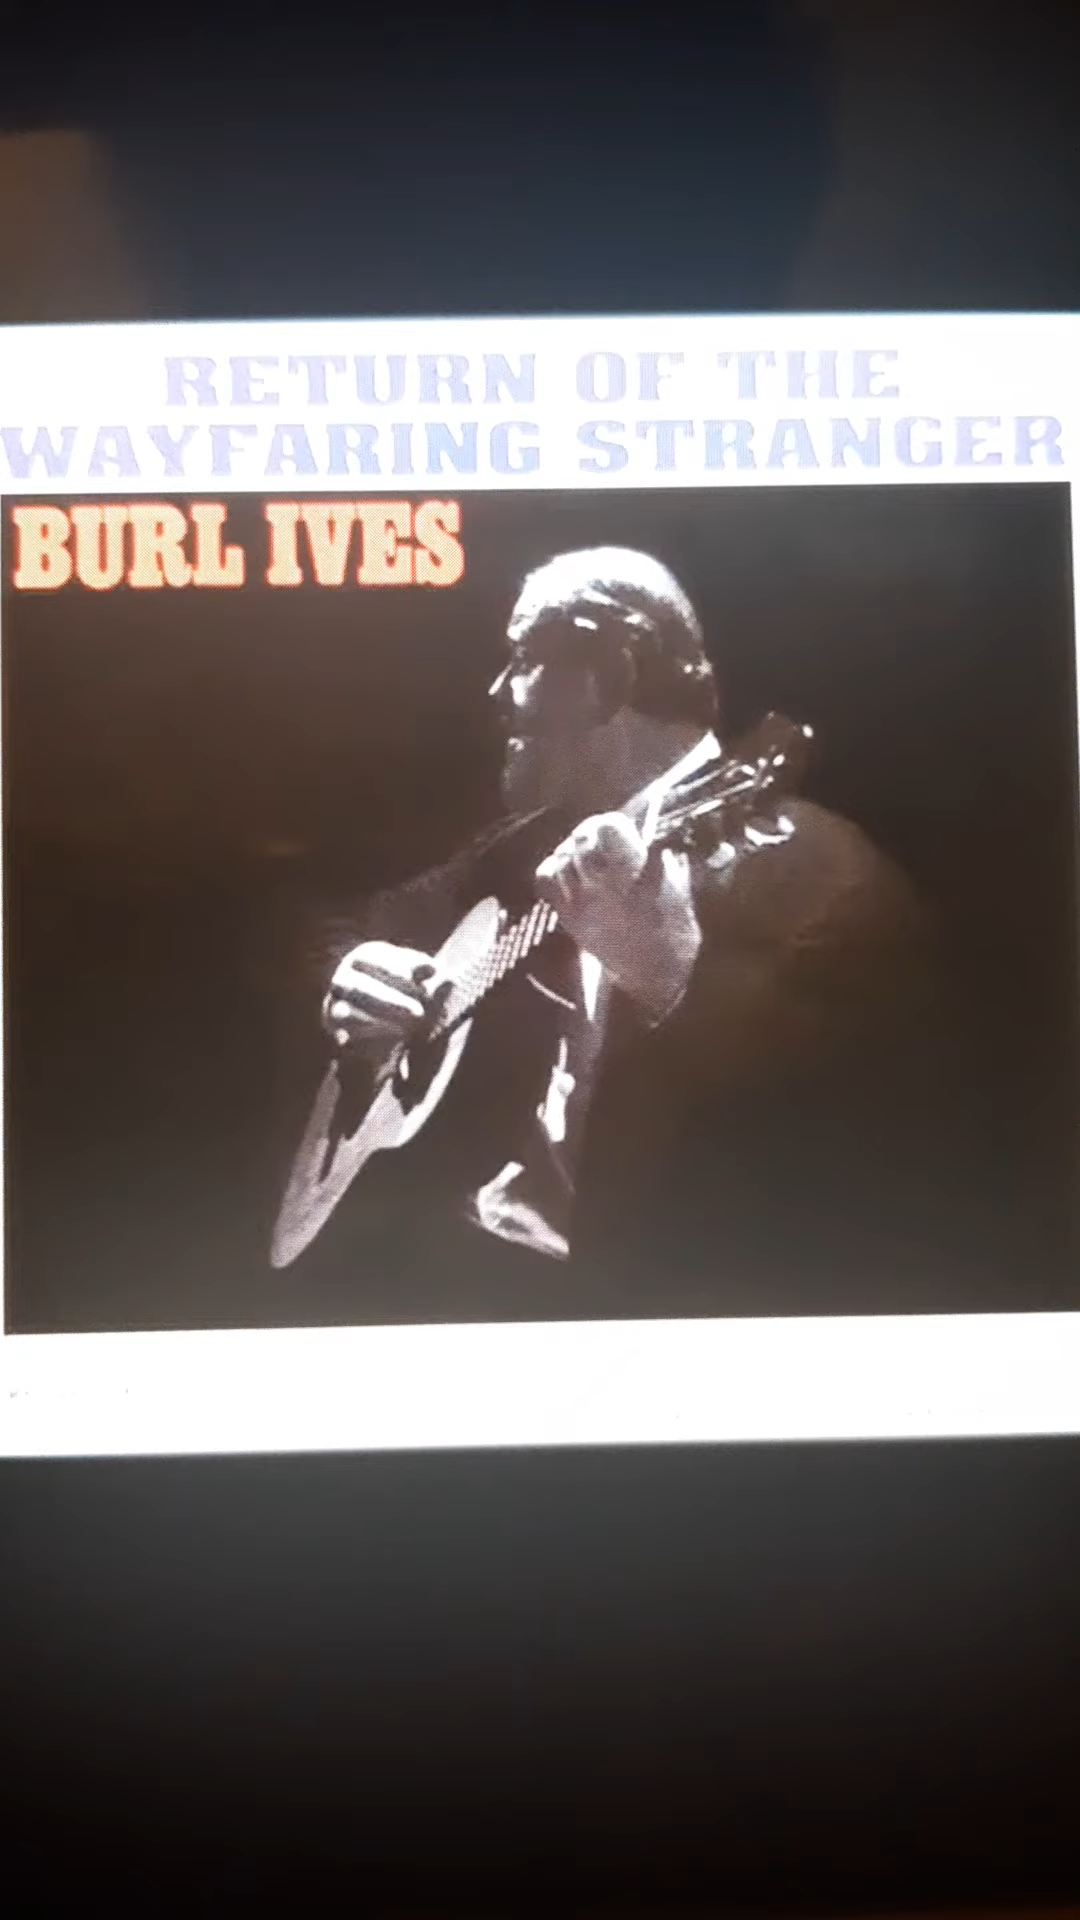 RETURN OF THE
WAYFARING STRANGER
BURL IVES